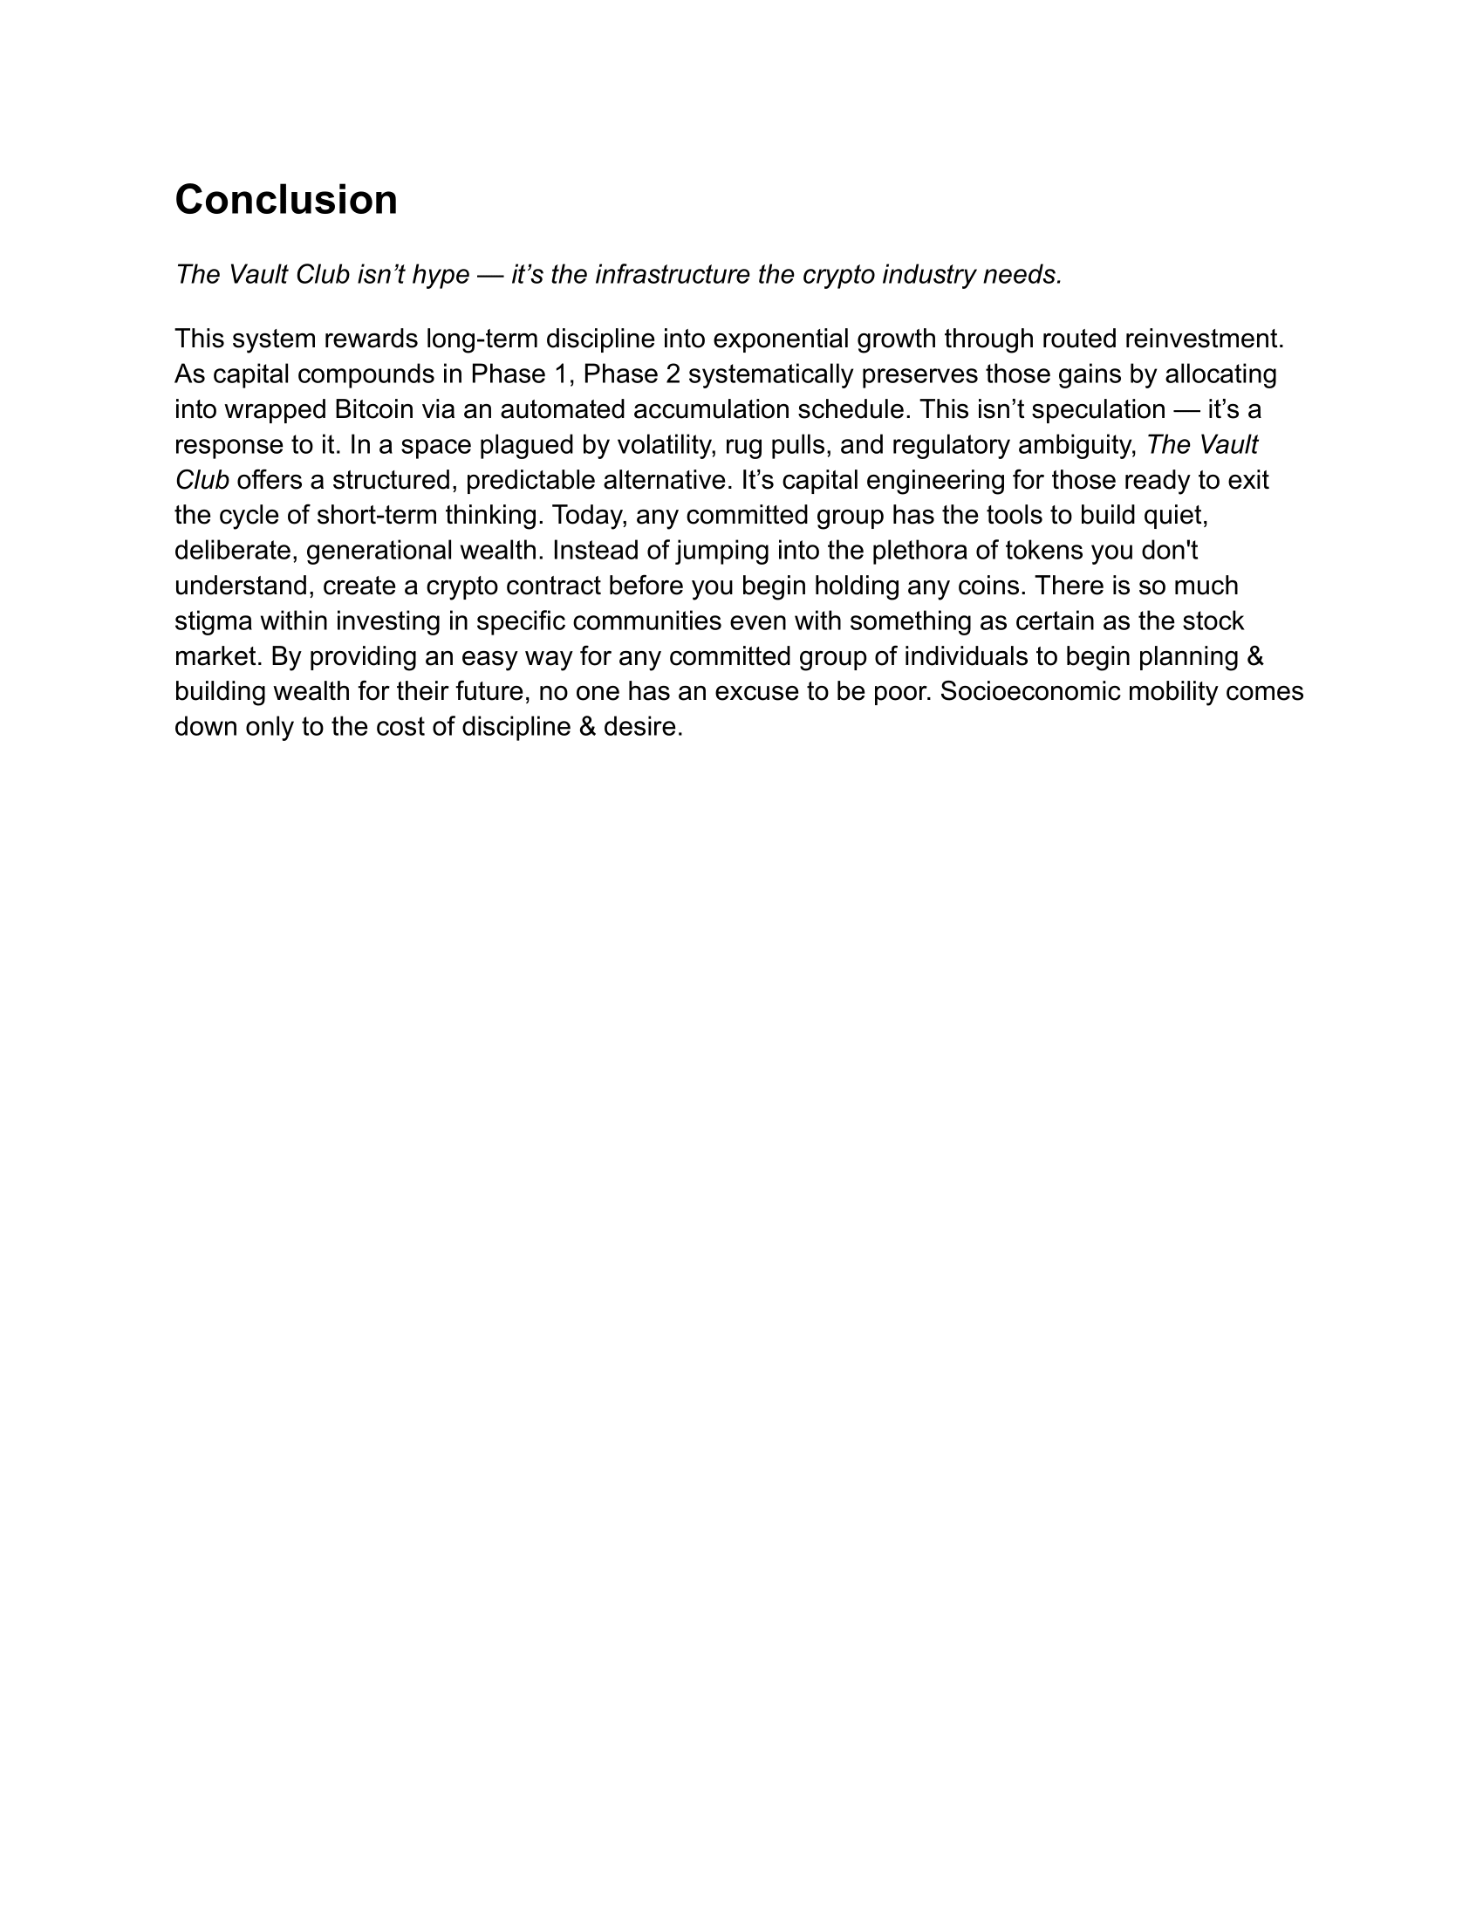 Conclusion
The Vault Club isn’t hype — it’s the infrastructure the crypto industry needs.
This system rewards long-term discipline into exponential growth through routed reinvestment.
As capital compounds in Phase 1, Phase 2 systematically preserves those gains by allocating
into wrapped Bitcoin via an automated accumulation schedule. This isn’t speculation — it’s a
response to it. In a space plagued by volatility, rug pulls, and regulatory ambiguity, The Vault
Club offers a structured, predictable alternative. It’s capital engineering for those ready to exit
the cycle of short-term thinking. Today, any committed group has the tools to build quiet,
deliberate, generational wealth. Instead of jumping into the plethora of tokens you don't
understand, create a crypto contract before you begin holding any coins. There is so much
stigma within investing in specific communities even with something as certain as the stock
market. By providing an easy way for any committed group of individuals to begin planning &
building wealth for their future, no one has an excuse to be poor. Socioeconomic mobility comes
down only to the cost of discipline & desire.